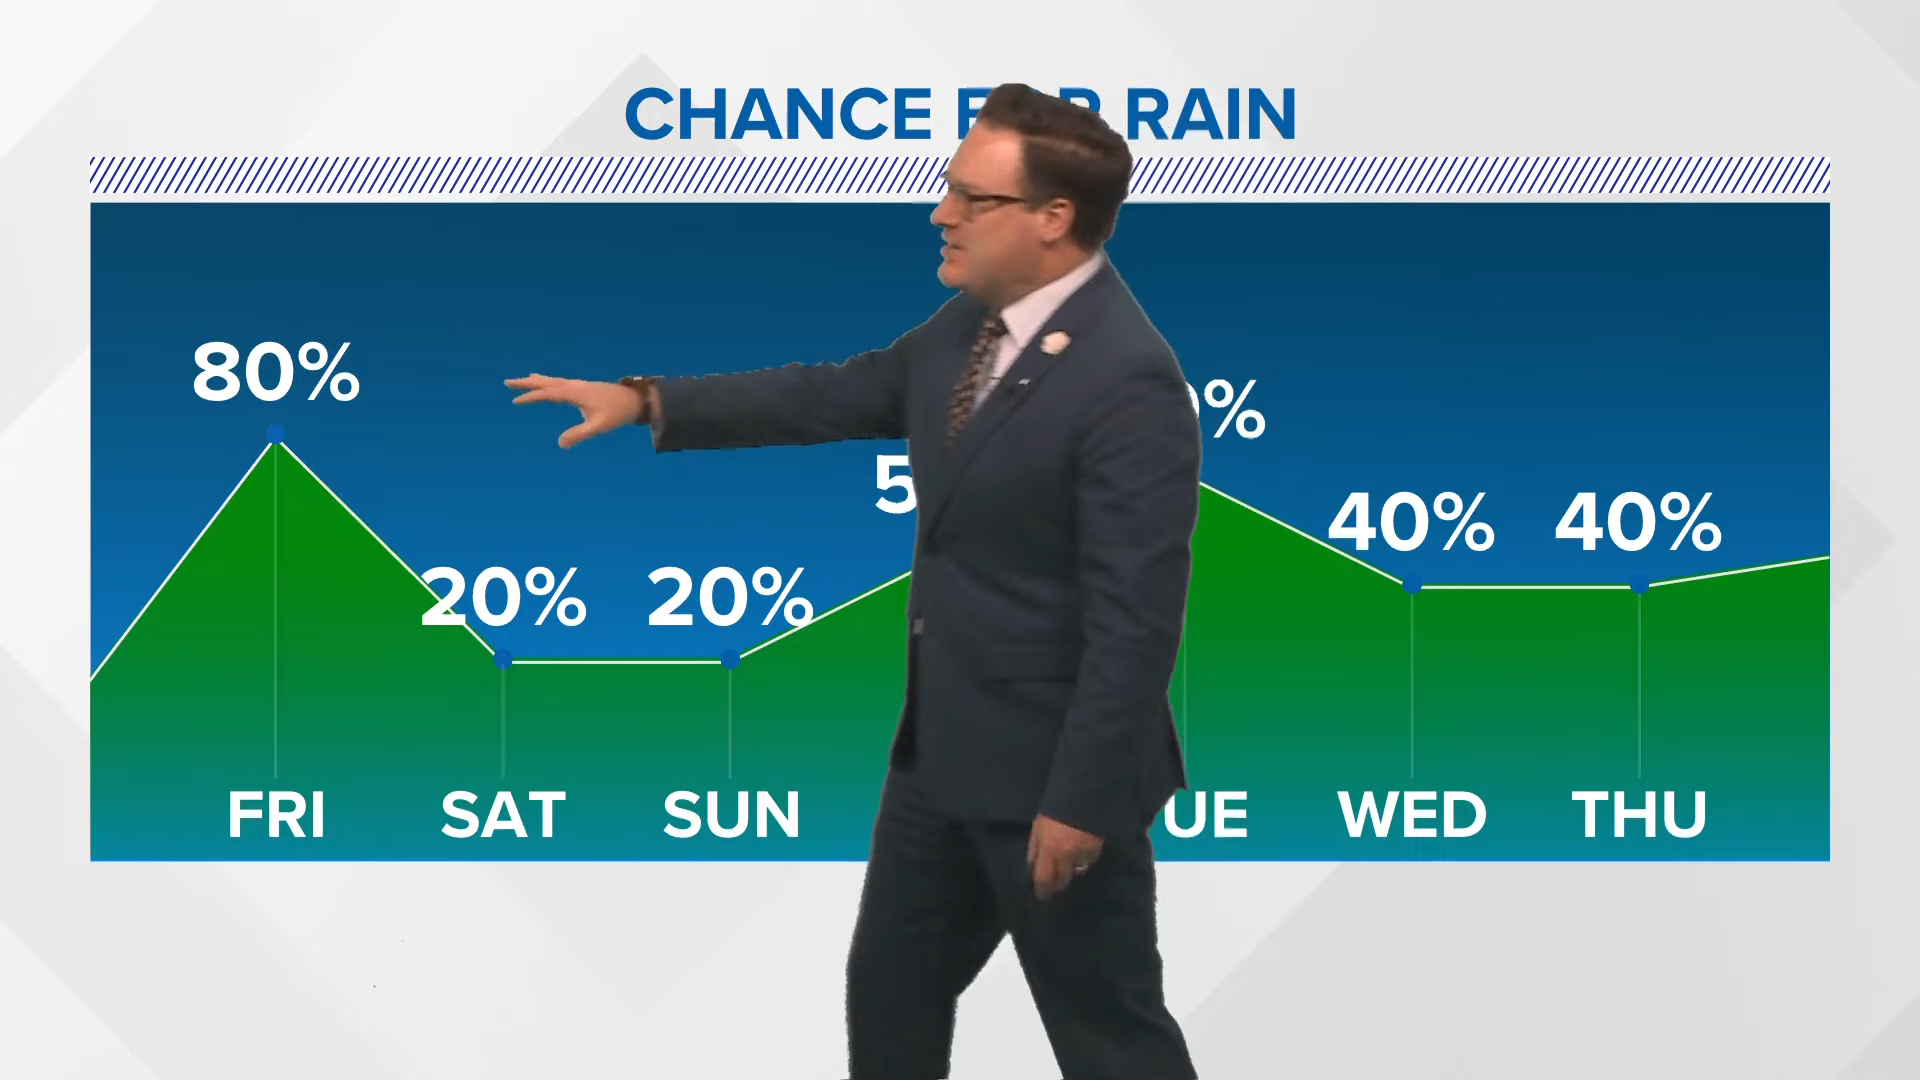 CHANCE RAIN
80%
20% 20% 40% 40%
FRI SAT SUN WED THU